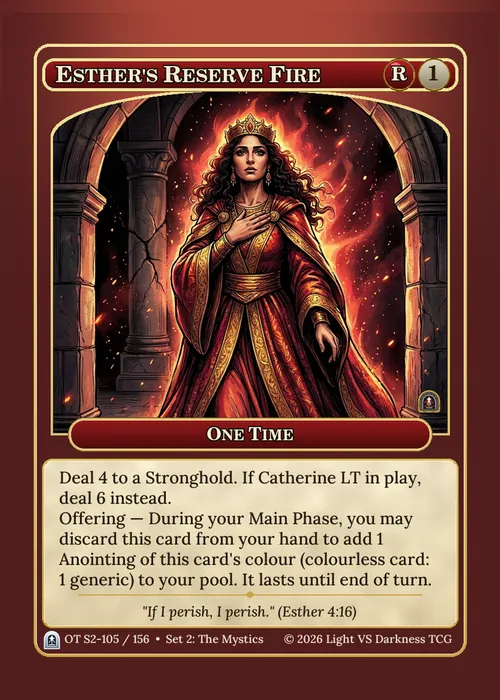 Esther's Reserve Fire R 1
One Time
Deal 4 to a Stronghold. If Catherine LT in play,
deal 6 instead.
Offering — During your Main Phase, you may
discard this card from your hand to add 1
Anointing of this card's colour (colourless card:
1 generic) to your pool. It lasts until end of turn.
"If I perish, I perish." (Esther 4:16)
OT S2-105 / 156 • Set 2: The Mystics © 2026 Light VS Darkness TCG